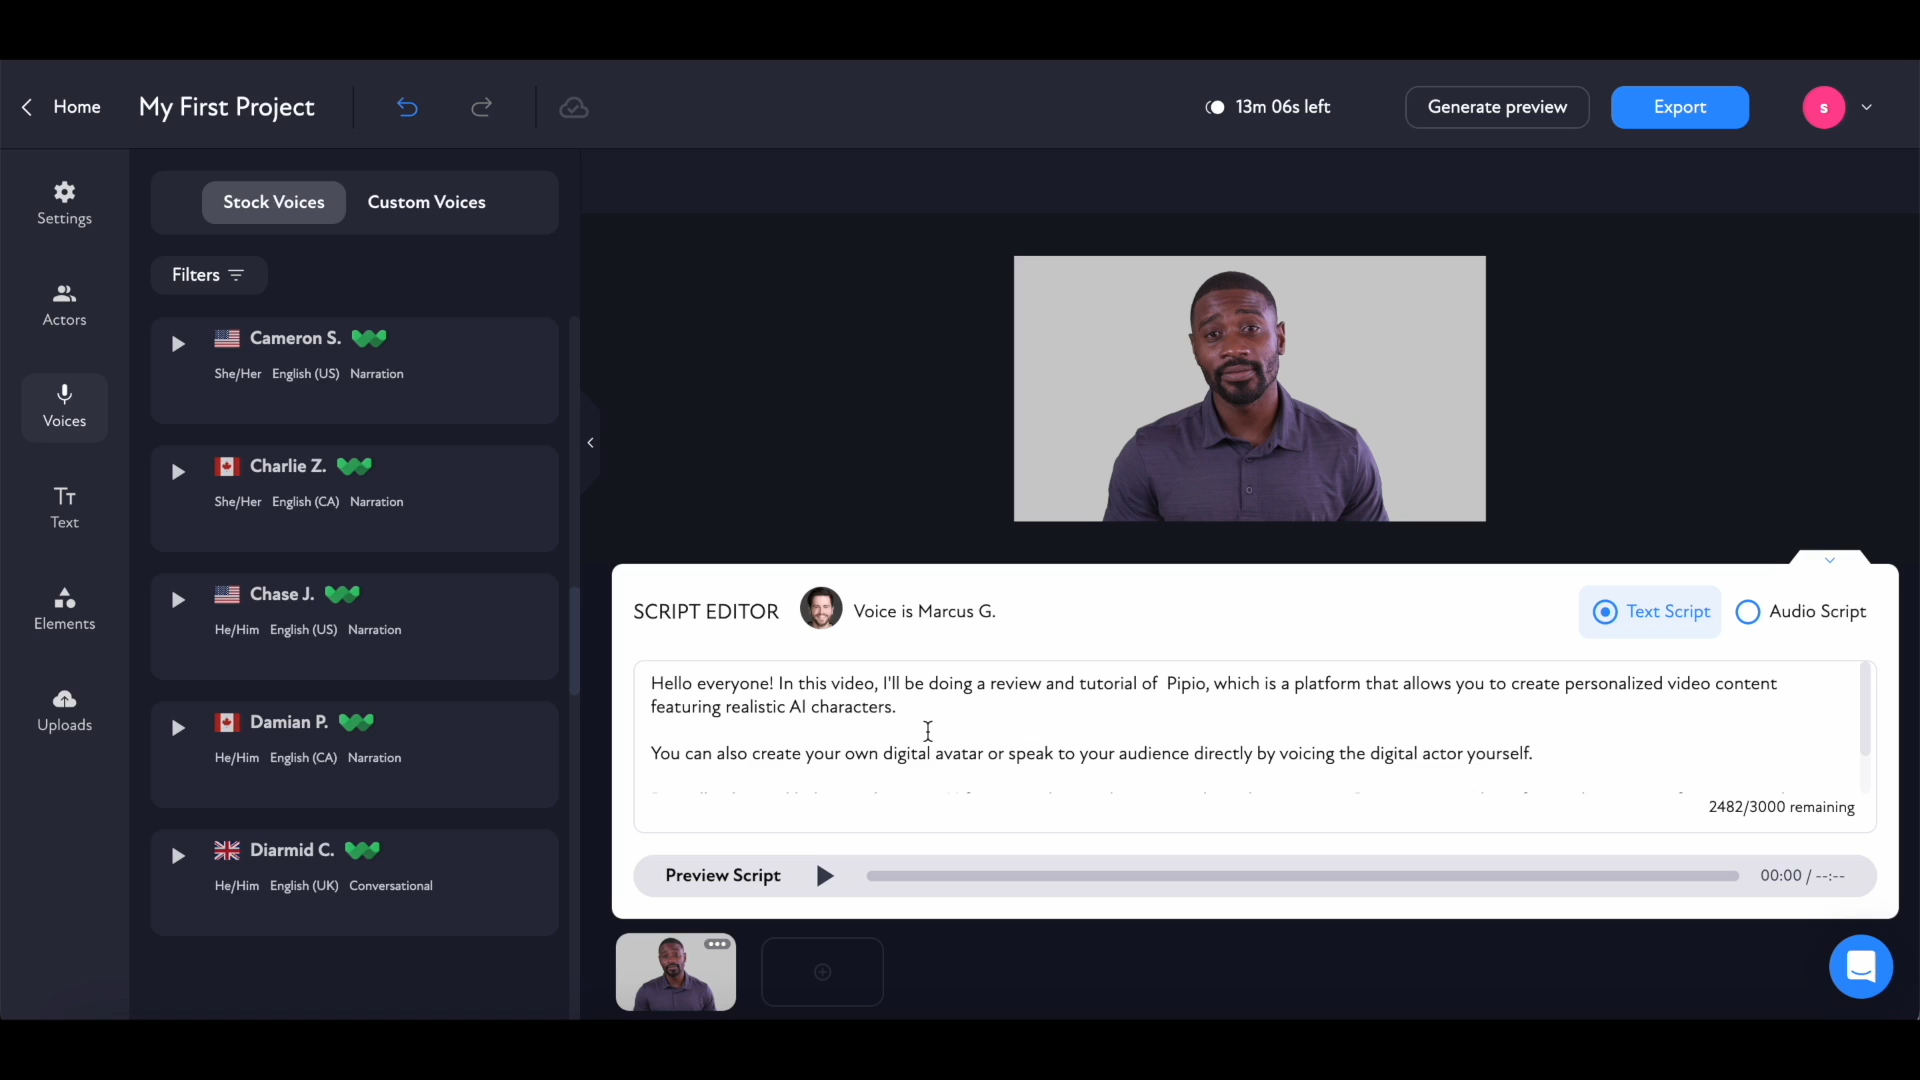 Home
My First Project
13m 06s left
Generate preview
Export
s
Settings
Actors
Voices
Text
Elements
Uploads
Stock Voices
Custom Voices
Filters
Cameron S.
She/Her English (US) Narration
Charlie Z.
She/Her English (CA) Narration
Chase J.
He/Him English (US) Narration
Damian P.
He/Him English (CA) Narration
Diarmid C.
He/Him English (UK) Conversational
SCRIPT EDITOR
Voice is Marcus G.
Text Script
Audio Script
Hello everyone! In this video, I'll be doing a review and tutorial of Pipio, which is a platform that allows you to create personalized video content
featuring realistic AI characters.
You can also create your own digital avatar or speak to your audience directly by voicing the digital actor yourself.
2482/3000 remaining
Preview Script
00:00 / --:--